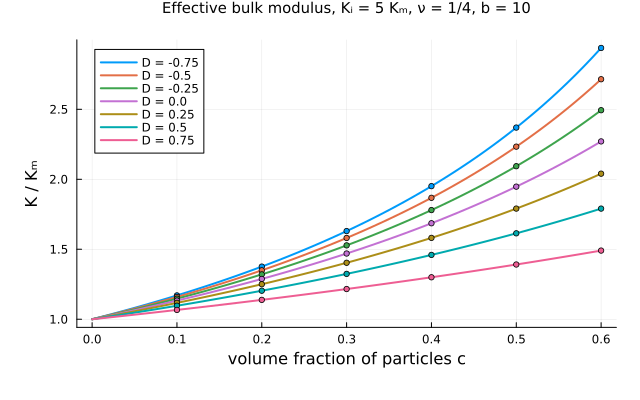 Effective bulk modulus, Kᵢ = 5 Kₘ, ν = 1/4, b = 10
D = -0.75
D = -0.5
D = -0.25
D = 0.0
D = 0.25
D = 0.5
D = 0.75
K / Kₘ
2.5
2.0
1.5
1.0
0.0 0.1 0.2 0.3 0.4 0.5 0.6
volume fraction of particles c